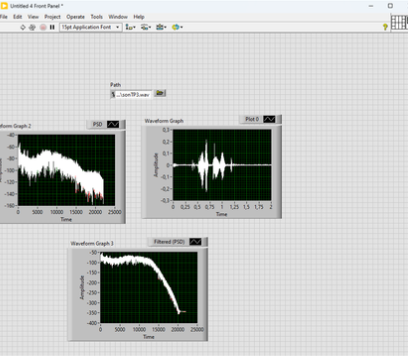 Untitled 4 Front Panel *
File Edit View Project Operate Tools Window Help
15pt Application Font
Path
...\sonTP3.wav
Waveform Graph
Plot 0
0,3
0,2
0,1
0
-0,1
-0,2
-0,3
Amplitude
0 0,25 0,5 0,75 1 1,25 1,5 1,75 2
Time
eform Graph 2
PSD
-40
-60
-80
-100
-120
-140
-160
0 5000 10000 15000 20000 25000
Time
Waveform Graph 3
Filtered (PSD)
-50
-100
-150
-200
-250
-300
-350
-400
Amplitude
0 5000 10000 15000 20000 25000
Time